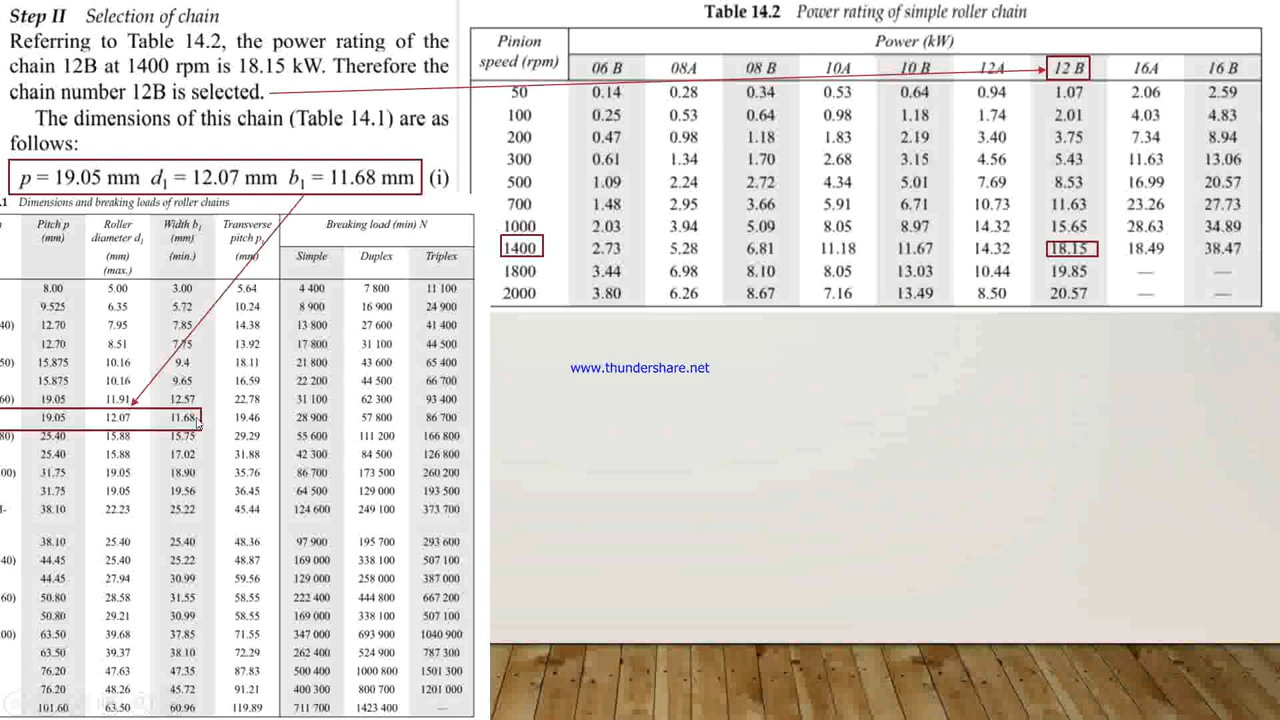 Step II Selection of chain
Referring to Table 14.2, the power rating of the
chain 12B at 1400 rpm is 18.15 kW. Therefore the
chain number 12B is selected.
The dimensions of this chain (Table 14.1) are as
follows:
p = 19.05 mm d₁ = 12.07 mm b₁ = 11.68 mm (i)
.1 Dimensions and breaking loads of roller chains
Pitch p Roller Width b₁ Transverse Breaking load (min) N
(mm) diameter d₁ (mm) pitch p₁
(mm) (min.) (mm) Simple Duplex Triplex
(max.)
8.00 5.00 3.00 5.64 4 400 7 800 11 100
9.525 6.35 5.72 10.24 8 900 16 900 24 900
40) 12.70 7.95 7.85 14.38 13 800 27 600 41 400
12.70 8.51 7.75 13.92 17 800 31 100 44 500
50) 15.875 10.16 9.4 18.11 21 800 43 600 65 400
15.875 10.16 9.65 16.59 22 200 44 500 66 700
60) 19.05 11.91 12.57 22.78 31 100 62 300 93 400
19.05 12.07 11.68 19.46 28 900 57 800 86 700
80) 25.40 15.88 15.75 29.29 55 600 111 200 166 800
25.40 15.88 17.02 31.88 42 300 84 500 126 800
00) 31.75 19.05 18.90 35.76 86 700 173 500 260 200
31.75 19.05 19.56 36.45 64 500 129 000 193 500
- 38.10 22.23 25.22 45.44 124 600 249 100 373 700
38.10 25.40 25.40 48.36 97 900 195 700 293 600
40) 44.45 25.40 25.22 48.87 169 000 338 100 507 100
44.45 27.94 30.99 59.56 129 000 258 000 387 000
60) 50.80 28.58 31.55 58.55 222 400 444 800 667 200
50.80 29.21 30.99 58.55 169 000 338 100 507 100
00) 63.50 39.68 37.85 71.55 347 000 693 900 1040 900
63.50 39.37 38.10 72.29 262 400 524 900 787 300
76.20 47.63 47.35 87.83 500 400 1000 800 1501 300
76.20 48.26 45.72 91.21 400 300 800 700 1201 000
101.60 63.50 60.96 119.89 711 700 1423 400 —
Table 14.2 Power rating of simple roller chain
Pinion Power (kW)
speed (rpm) 06 B 08A 08 B 10A 10 B 12A 12 B 16A 16 B
50 0.14 0.28 0.34 0.53 0.64 0.94 1.07 2.06 2.59
100 0.25 0.53 0.64 0.98 1.18 1.74 2.01 4.03 4.83
200 0.47 0.98 1.18 1.83 2.19 3.40 3.75 7.34 8.94
300 0.61 1.34 1.70 2.68 3.15 4.56 5.43 11.63 13.06
500 1.09 2.24 2.72 4.34 5.01 7.69 8.53 16.99 20.57
700 1.48 2.95 3.66 5.91 6.71 10.73 11.63 23.26 27.73
1000 2.03 3.94 5.09 8.05 8.97 14.32 15.65 28.63 34.89
1400 2.73 5.28 6.81 11.18 11.67 14.32 18.15 18.49 38.47
1800 3.44 6.98 8.10 8.05 13.03 10.44 19.85 — —
2000 3.80 6.26 8.67 7.16 13.49 8.50 20.57 — —
www.thundershare.net